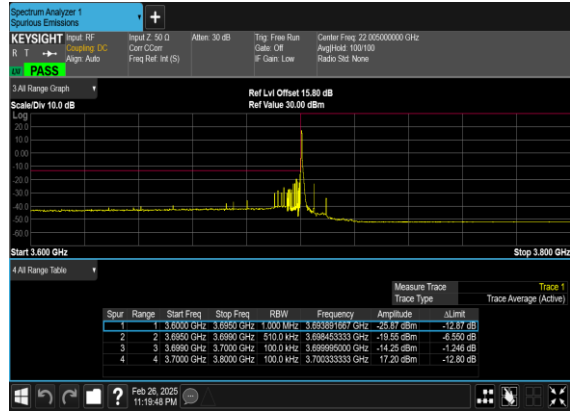 Spectrum Analyzer 1
Spurious Emissions
+
KEYSIGHT Input: RF Input Z: 50 Ω Atten: 30 dB Trig: Free Run Center Freq: 22.005000000 GHz
R T Coupling: DC Corr CCorr Gate: Off Avg|Hold: 100/100
Align: Auto Freq Ref: Int (S) IF Gain: Low Radio Std: None
PASS
3 All Range Graph
Ref Lvl Offset 15.80 dB
Scale/Div 10.0 dB Ref Value 30.00 dBm
Log
20.0
10.0
0.00
-10.0
-20.0
-30.0
-40.0
-50.0
-60.0
Start 3.600 GHz Stop 3.800 GHz
4 All Range Table
Measure Trace Trace 1
Trace Type Trace Average (Active)
Spur Range Start Freq Stop Freq RBW Frequency Amplitude ΔLimit
1 1 3.6000 GHz 3.6950 GHz 1.000 MHz 3.693891667 GHz -25.87 dBm -12.87 dB
2 2 3.6950 GHz 3.6990 GHz 510.0 kHz 3.698453333 GHz -19.55 dBm -6.550 dB
3 3 3.6990 GHz 3.7000 GHz 100.0 kHz 3.699995000 GHz -14.25 dBm -1.246 dB
4 4 3.7000 GHz 3.8000 GHz 100.0 kHz 3.700333333 GHz 17.20 dBm -12.80 dB
? Feb 26, 2025
11:19:48 PM